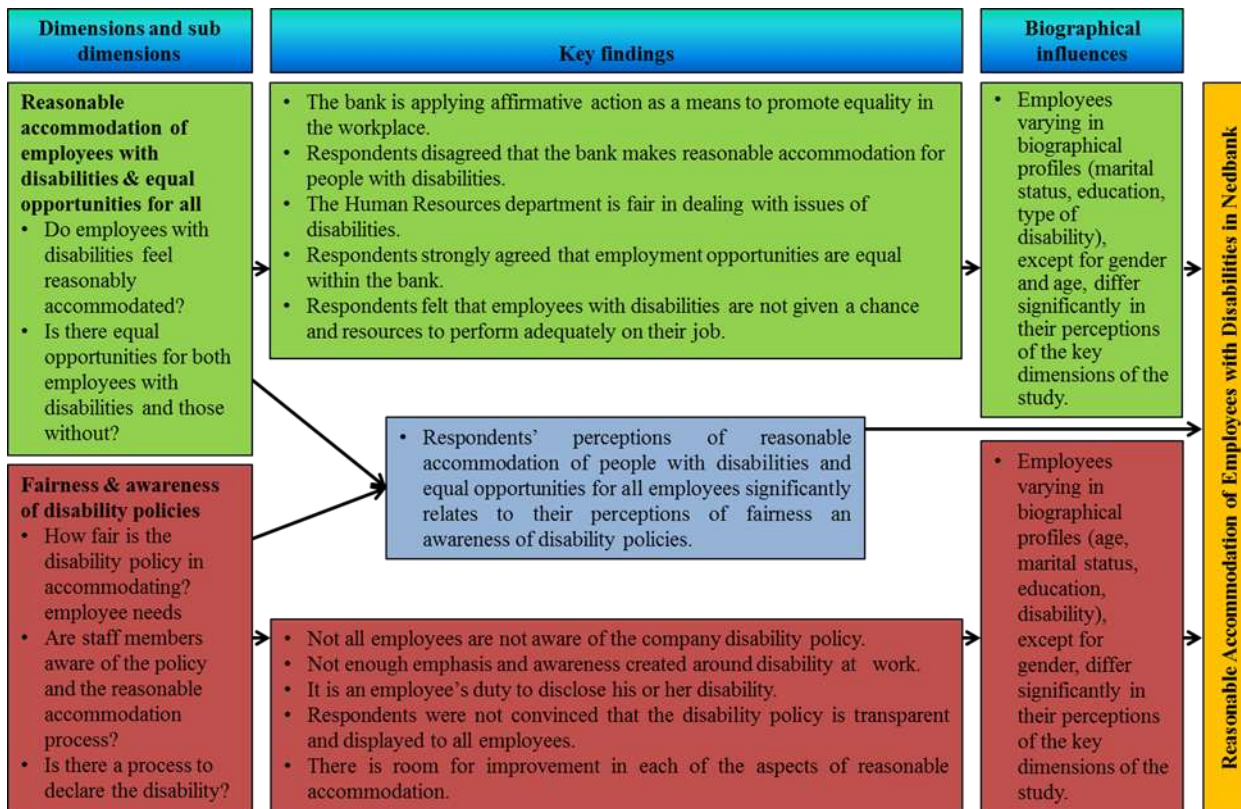 Dimensions and sub
dimensions
Key findings
Biographical
influences
Reasonable
accommodation of
employees with
disabilities & equal
opportunities for all
• Do employees with
disabilities feel
reasonably
accommodated?
• Is there equal
opportunities for both
employees with
disabilities and those
without?
• The bank is applying affirmative action as a means to promote equality in
the workplace.
• Respondents disagreed that the bank makes reasonable accommodation for
people with disabilities.
• The Human Resources department is fair in dealing with issues of
disabilities.
• Respondents strongly agreed that employment opportunities are equal
within the bank.
• Respondents felt that employees with disabilities are not given a chance
and resources to perform adequately on their job.
• Employees
varying in
biographical
profiles (marital
status, education,
type of
disability),
except for gender
and age, differ
significantly in
their perceptions
of the key
dimensions of the
study.
• Respondents' perceptions of reasonable
accommodation of people with disabilities and
equal opportunities for all employees significantly
relates to their perceptions of fairness an
awareness of disability policies.
Fairness & awareness
of disability policies
• How fair is the
disability policy in
accommodating?
employee needs
• Are staff members
aware of the policy
and the reasonable
accommodation
process?
• Is there a process to
declare the disability?
• Not all employees are not aware of the company disability policy.
• Not enough emphasis and awareness created around disability at work.
• It is an employee's duty to disclose his or her disability.
• Respondents were not convinced that the disability policy is transparent
and displayed to all employees.
• There is room for improvement in each of the aspects of reasonable
accommodation.
• Employees
varying in
biographical
profiles (age,
marital status,
education,
disability),
except for
gender, differ
significantly in
their perceptions
of the key
dimensions of
the study.
Reasonable Accommodation of Employees with Disabilities in Nedbank